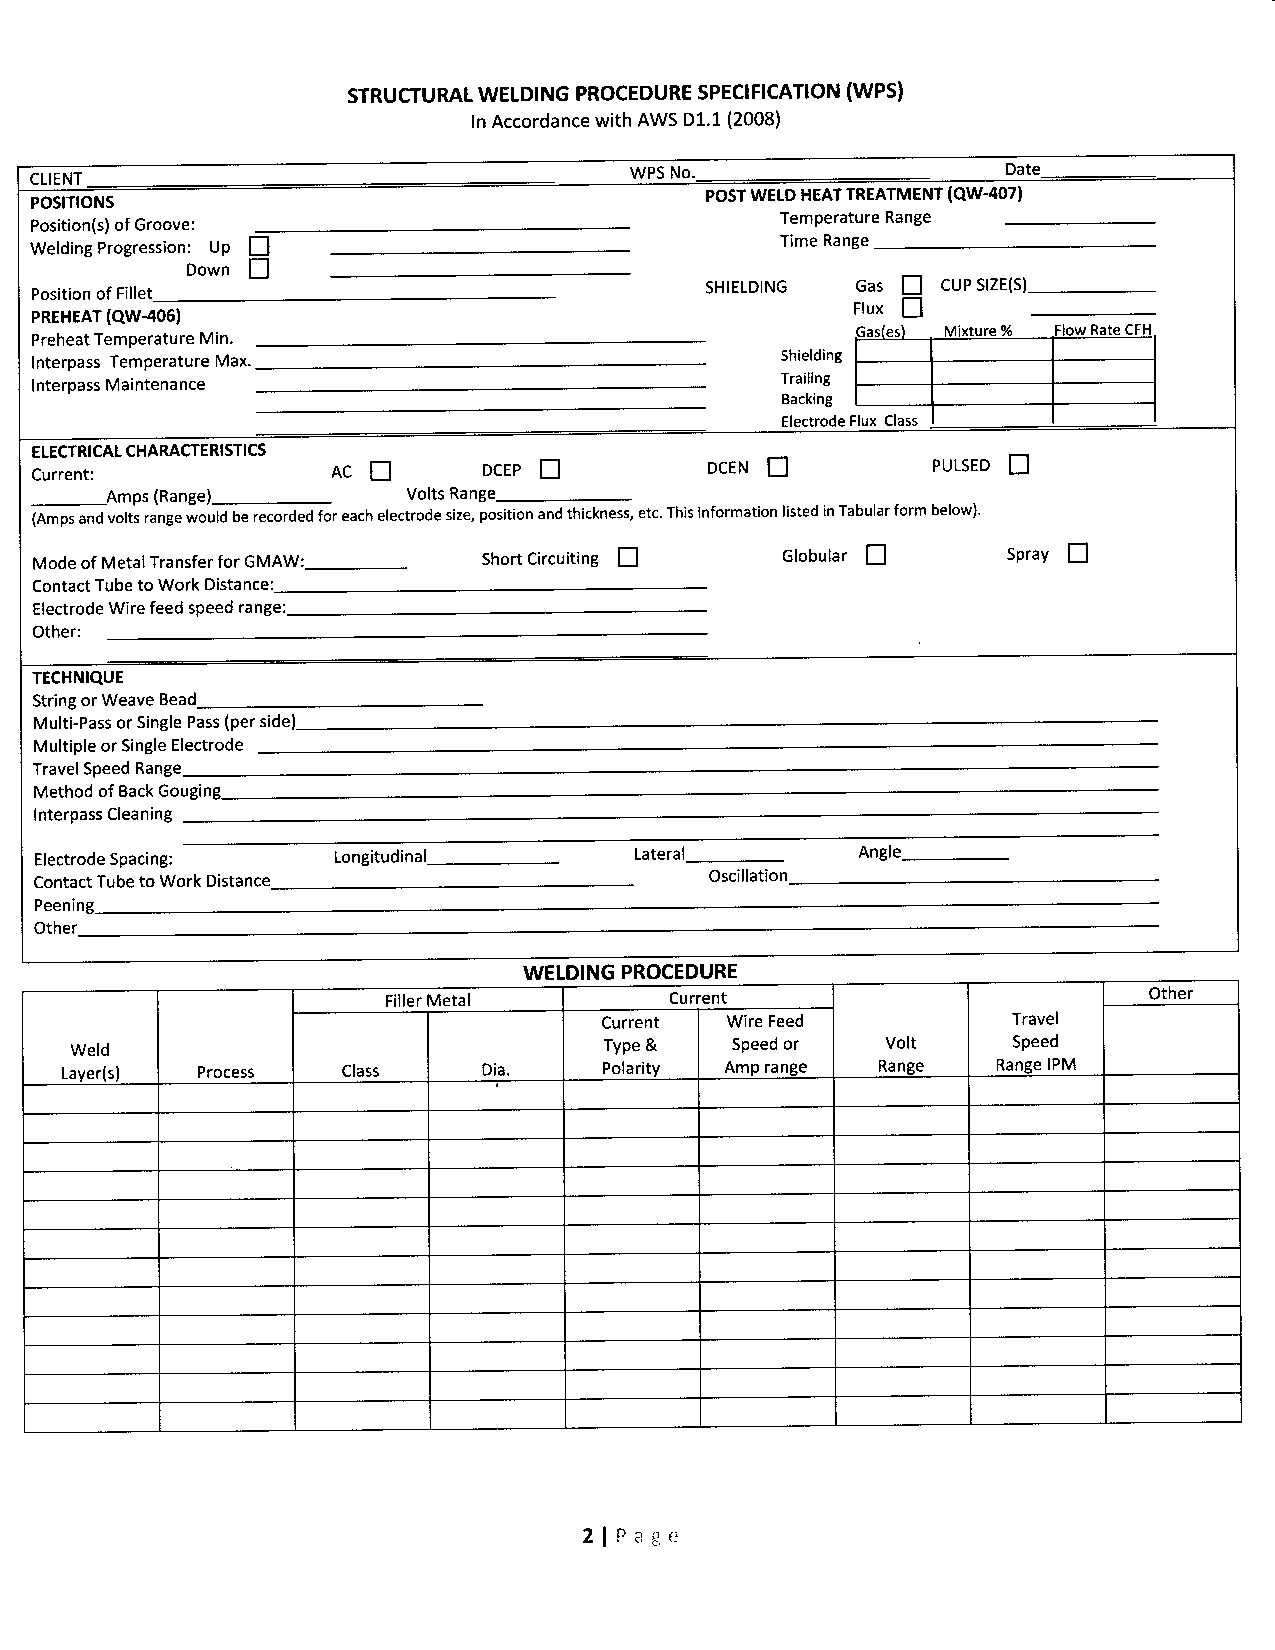 STRUCTURAL WELDING PROCEDURE SPECIFICATION (WPS)
In Accordance with AWS D1.1 (2008)
CLIENT WPS No. Date
POSITIONS POST WELD HEAT TREATMENT (QW-407)
Position(s) of Groove: Temperature Range
Welding Progression: Up Time Range
Down
Position of Fillet SHIELDING Gas CUP SIZE(S)
PREHEAT (QW-406) Flux
Preheat Temperature Min. Gas(es) Mixture % Flow Rate CFH
Interpass Temperature Max. Shielding
Interpass Maintenance Trailing
Backing
Electrode Flux Class
ELECTRICAL CHARACTERISTICS
Current: AC DCEP DCEN PULSED
Amps (Range) Volts Range
(Amps and volts range would be recorded for each electrode size, position and thickness, etc. This information listed in Tabular form below).
Mode of Metal Transfer for GMAW: Short Circuiting Globular Spray
Contact Tube to Work Distance:
Electrode Wire feed speed range:
Other:
TECHNIQUE
String or Weave Bead
Multi-Pass or Single Pass (per side)
Multiple or Single Electrode
Travel Speed Range
Method of Back Gouging
Interpass Cleaning
Electrode Spacing: Longitudinal Lateral Angle
Contact Tube to Work Distance Oscillation
Peening
Other
WELDING PROCEDURE
Filler Metal Current Other
Current Wire Feed Travel
Weld Type & Speed or Volt Speed
Layer(s) Process Class Dia. Polarity Amp range Range Range IPM
2 | Page